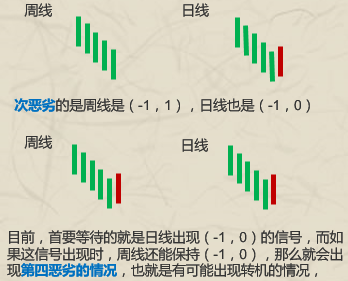 周线 日线
次恶劣的是周线是（-1，1），日线也是（-1，0）
周线 日线
目前，首要等待的就是日线出现（-1，0）的信号，而如
果这信号出现时，周线还能保持（-1，0），那么就会出
现第四恶劣的情况，也就是有可能出现转机的情况，